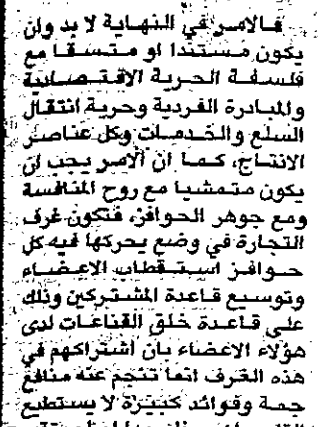 فالامر في النهاية لا بد وان
يكون مستندا او متسقا مع
فلسفة الحرية الاقتصادية
والمبادرة الفردية وحرية انتقال
السلع والخدمات وكل عناصر
الانتاج، كما ان الامر يجب ان
يكون متمشيا مع روح المنافسة
ومع جوهر الحوافز، فتكون غرف
التجارة في وضع يحركها فيه كل
حوافز استقطاب الاعضاء
وتوسيع قاعدة المشتركين وذلك
على قاعدة خلق القناعات لدى
هؤلاء الاعضاء بان اشتراكهم في
هذه الغرف انما تنجم عنه منافع
جمة وفوائد كبيرة لا يستطيع